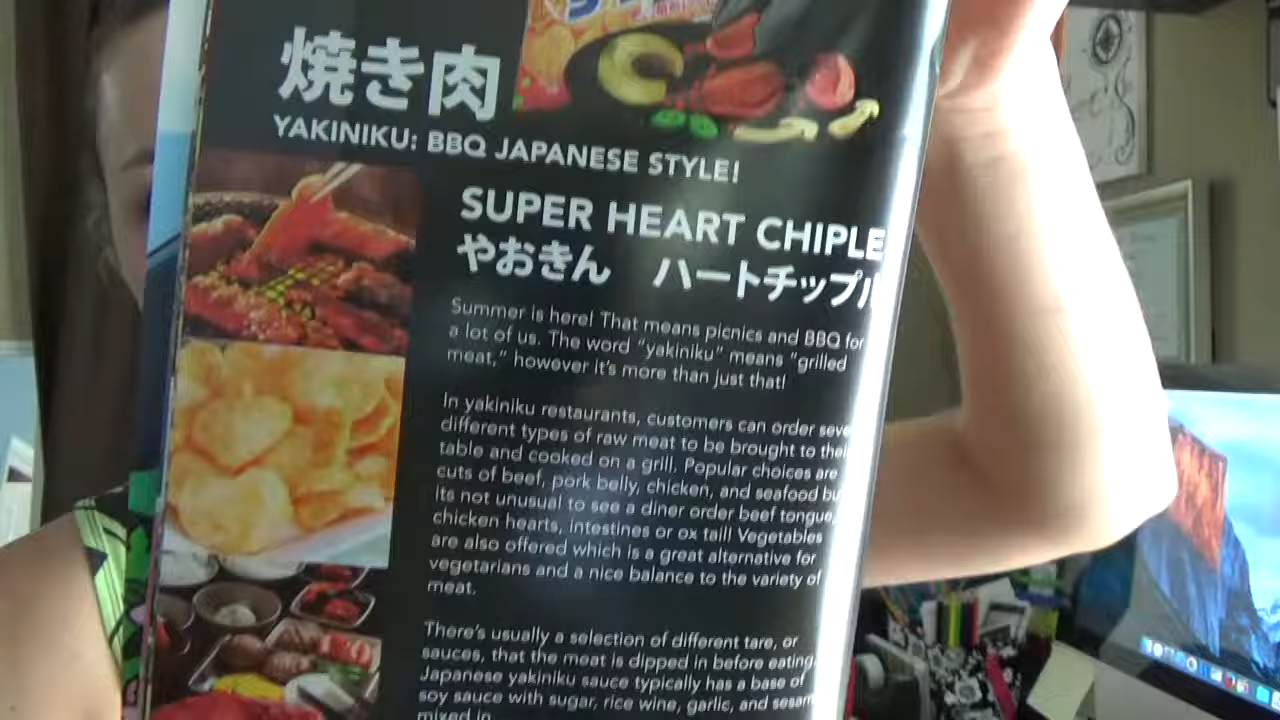 焼き肉
YAKINIKU: BBQ JAPANESE STYLE!
SUPER HEART CHIPLE
やおきん ハートチップル
Summer is here! That means picnics and BBQ for
a lot of us. The word "yakiniku" means "grilled
meat," however it's more than just that!
In yakiniku restaurants, customers can order seve
different types of raw meat to be brought to thei
table and cooked on a grill. Popular choices are
cuts of beef, pork belly, chicken, and seafood bu
its not unusual to see a diner order beef tongue,
chicken hearts, intestines or ox tail! Vegetables
are also offered which is a great alternative for
vegetarians and a nice balance to the variety of
meat.
There's usually a selection of different tare, or
sauces, that the meat is dipped in before eating.
Japanese yakiniku sauce typically has a base of
soy sauce with sugar, rice wine, garlic, and sesam
mixed in